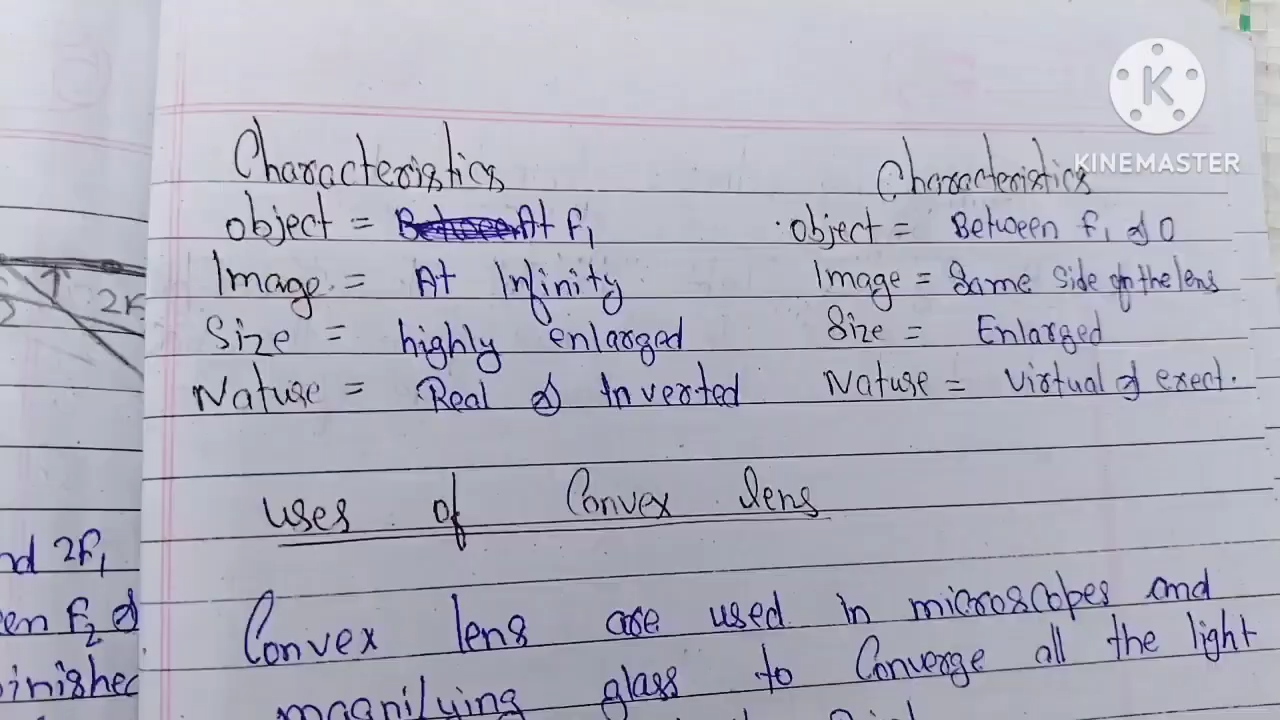 K
KINEMASTER
Characteristics
Object = At F₁
Image = At Infinity
Size = highly enlarged
Nature = Real & Inverted
Characteristics
Object = Between F₁ & O
Image = Same side of the lens
Size = Enlarged
Nature = Virtual & erect.
2F
uses of Convex lens
Convex lens are used in microscopes and
magnifying glass to Converge all the light
nd 2F₁
en F₂ &
inished